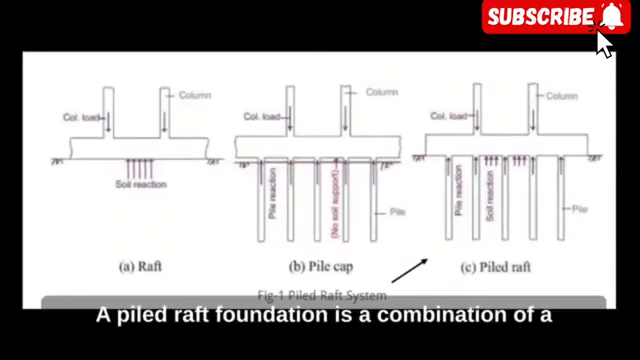 SUBSCRIBE
Column
Col. load
Soil reaction
(a) Raft
Column
Col. load
Pile reaction
(No soil support)
Pile
(b) Pile cap
Column
Col. load
Pile reaction
Soil reaction
Pile
(c) Piled raft
Fig-1 Piled Raft System
A piled raft foundation is a combination of a